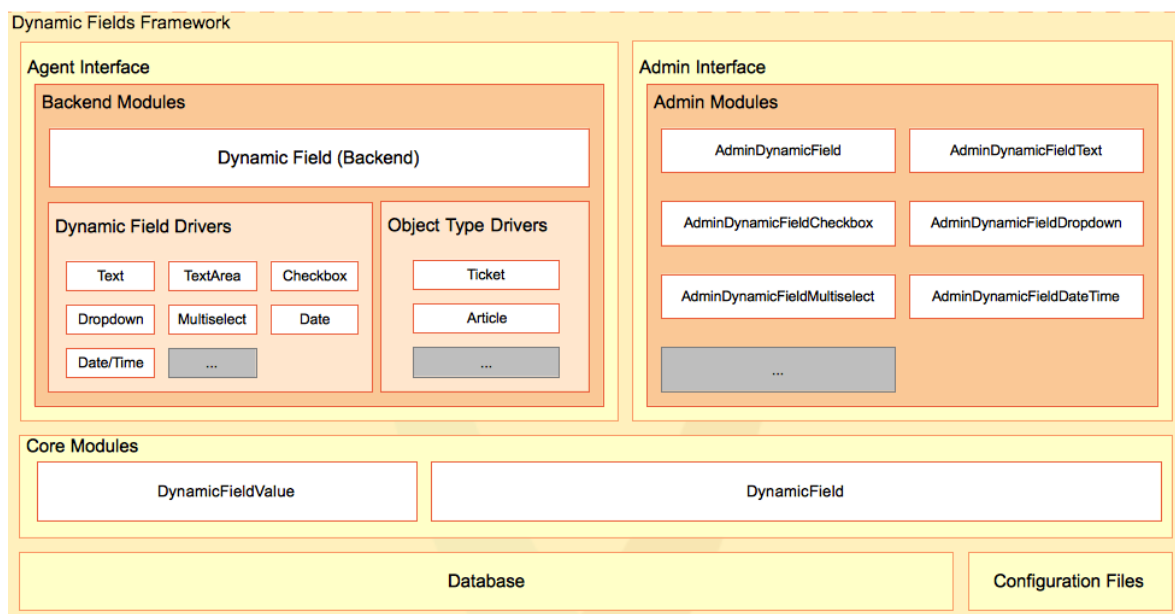 Dynamic Fields Framework
Agent Interface
Backend Modules
Dynamic Field (Backend)
Dynamic Field Drivers
Text
TextArea
Checkbox
Dropdown
Multiselect
Date
Date/Time
...
Object Type Drivers
Ticket
Article
...
Admin Interface
Admin Modules
AdminDynamicField
AdminDynamicFieldText
AdminDynamicFieldCheckbox
AdminDynamicFieldDropdown
AdminDynamicFieldMultiselect
AdminDynamicFieldDateTime
...
Core Modules
DynamicFieldValue
DynamicField
Database
Configuration Files